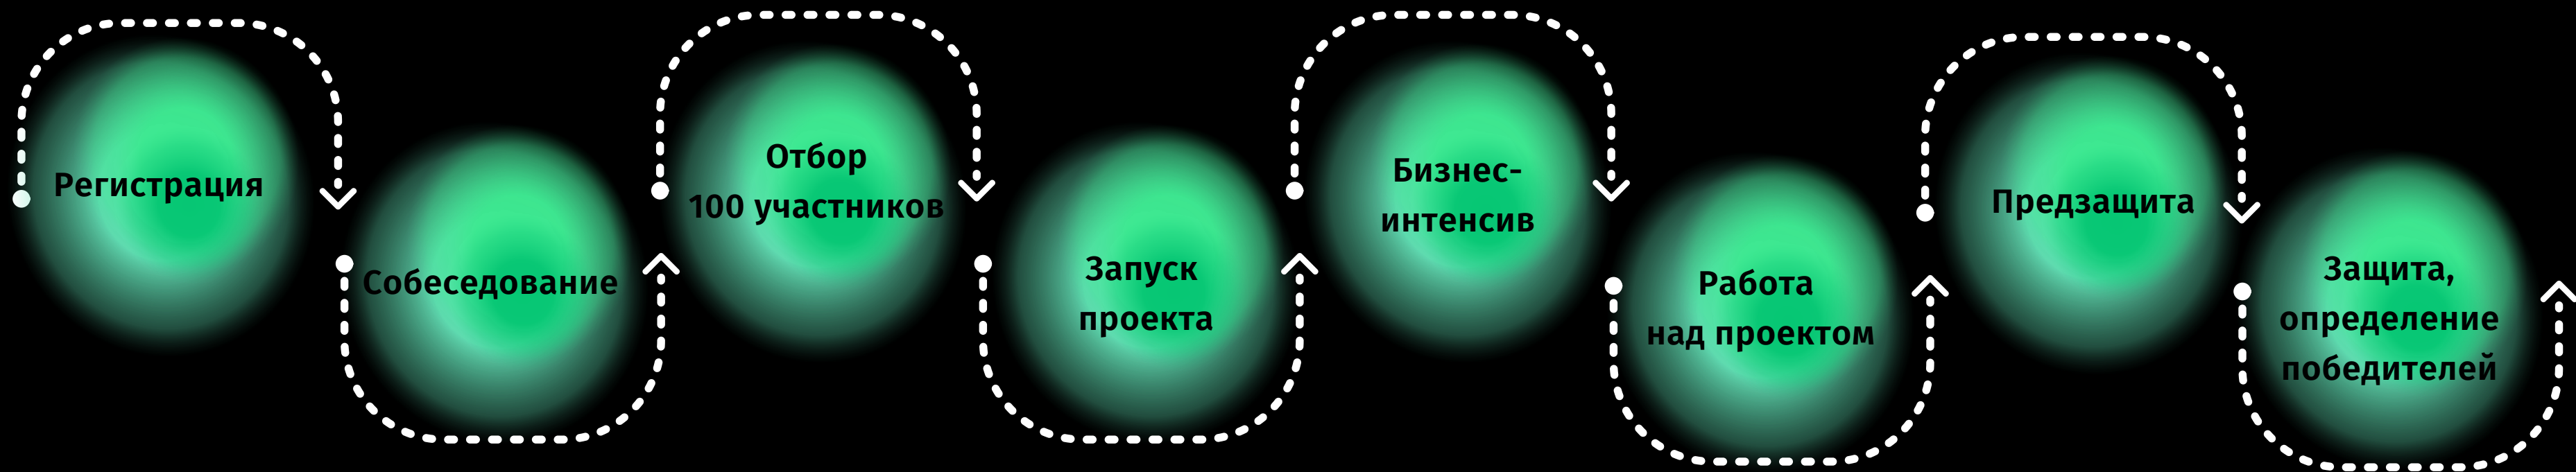 Регистрация
Собеседование
Отбор
100 участников
Запуск
проекта
Бизнес-
интенсив
Работа
над проектом
Предзащита
Защита,
определение
победителей